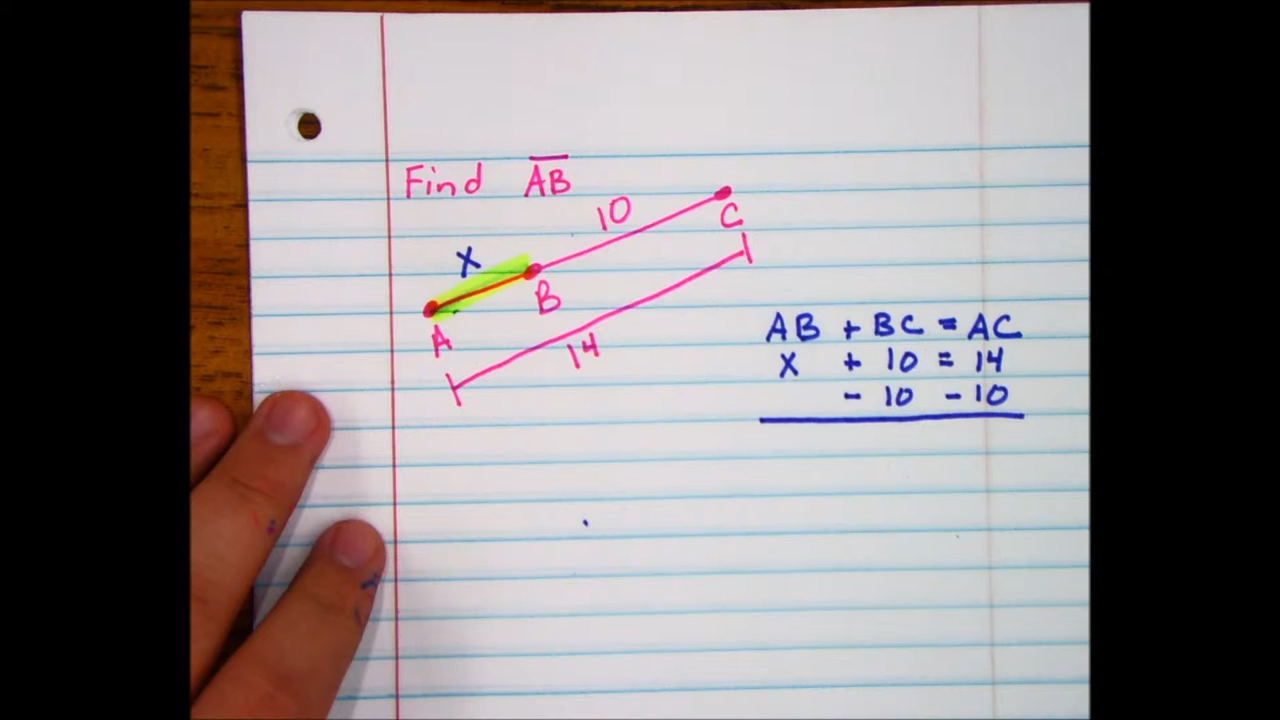 Find AB
10
C
X
B
A
14
AB + BC = AC
X + 10 = 14
- 10 - 10